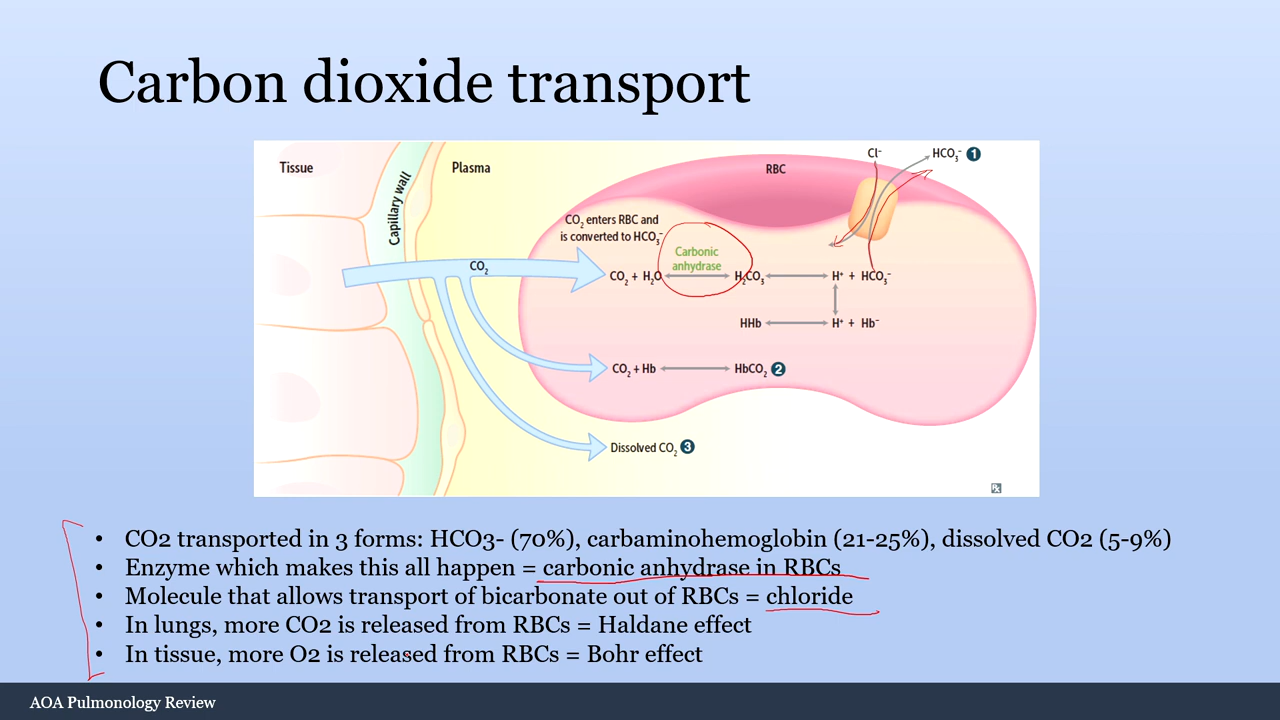 Carbon dioxide transport
Tissue
Capillary wall
Plasma
RBC
Cl⁻
HCO₃⁻ 1
CO₂ enters RBC and
is converted to HCO₃⁻
Carbonic
anhydrase
CO₂
CO₂ + H₂O
H₂CO₃
H⁺ + HCO₃⁻
HHb
H⁺ + Hb⁻
CO₂ + Hb
HbCO₂ 2
Dissolved CO₂ 3
Rx
• CO2 transported in 3 forms: HCO3- (70%), carbaminohemoglobin (21-25%), dissolved CO2 (5-9%)
• Enzyme which makes this all happen = carbonic anhydrase in RBCs
• Molecule that allows transport of bicarbonate out of RBCs = chloride
• In lungs, more CO2 is released from RBCs = Haldane effect
• In tissue, more O2 is released from RBCs = Bohr effect
AOA Pulmonology Review